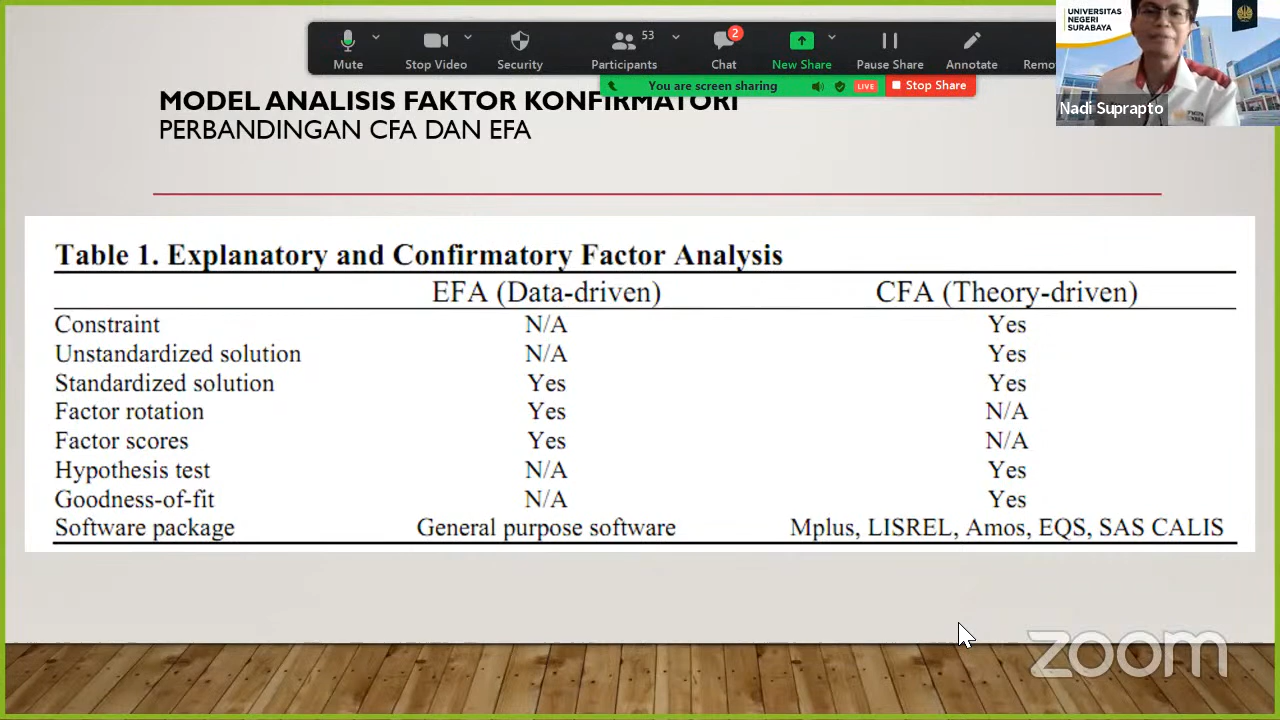 UNIVERSITAS
NEGERI
SURABAYA
53
2
Mute
Stop Video
Security
Participants
Chat
New Share
Pause Share
Annotate
Remo
You are screen sharing
LIVE
Stop Share
Nadi Suprapto
MODEL ANALISIS FAKTOR KONFIRMATORI
PERBANDINGAN CFA DAN EFA
Table 1. Explanatory and Confirmatory Factor Analysis
EFA (Data-driven) CFA (Theory-driven)
Constraint N/A Yes
Unstandardized solution N/A Yes
Standardized solution Yes Yes
Factor rotation Yes N/A
Factor scores Yes N/A
Hypothesis test N/A Yes
Goodness-of-fit N/A Yes
Software package General purpose software Mplus, LISREL, Amos, EQS, SAS CALIS
zoom